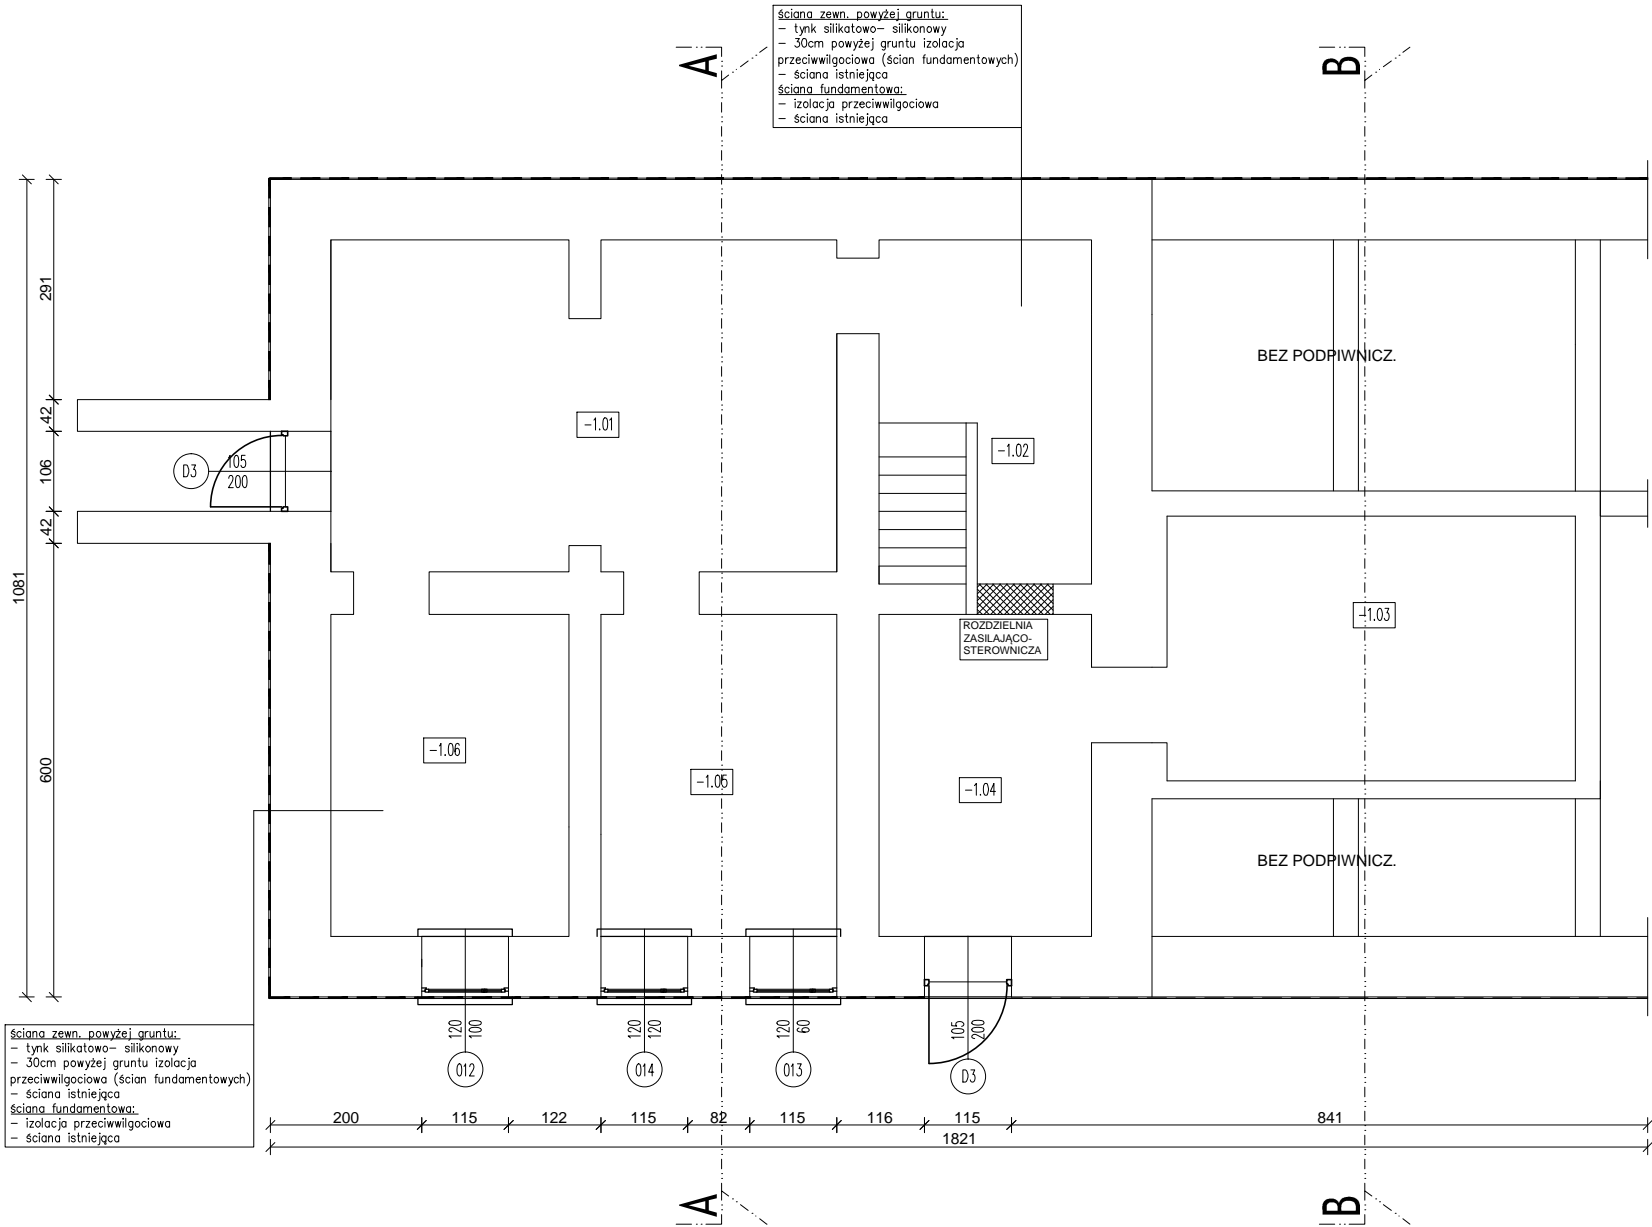 ściana zewn. powyżej gruntu:
– tynk silikatowo– silikonowy
– 30cm powyżej gruntu izolacja
przeciwwilgociowa (ścian fundamentowych)
– ściana istniejąca
ściana fundamentowa:
– izolacja przeciwwilgociowa
– ściana istniejąca
A
B
291
42
106
42
600
1081
D3
105
200
-1.01
-1.02
BEZ PODPIWNICZ.
-1.03
ROZDZIELNIA
ZASILAJĄCO-
STEROWNICZA
-1.06
-1.05
-1.04
BEZ PODPIWNICZ.
120
100
O12
120
120
O14
120
60
O13
105
200
D3
ściana zewn. powyżej gruntu:
– tynk silikatowo– silikonowy
– 30cm powyżej gruntu izolacja
przeciwwilgociowa (ścian fundamentowych)
– ściana istniejąca
ściana fundamentowa:
– izolacja przeciwwilgociowa
– ściana istniejąca
200 115 122 115 82 115 116 115 841
1821
A
B